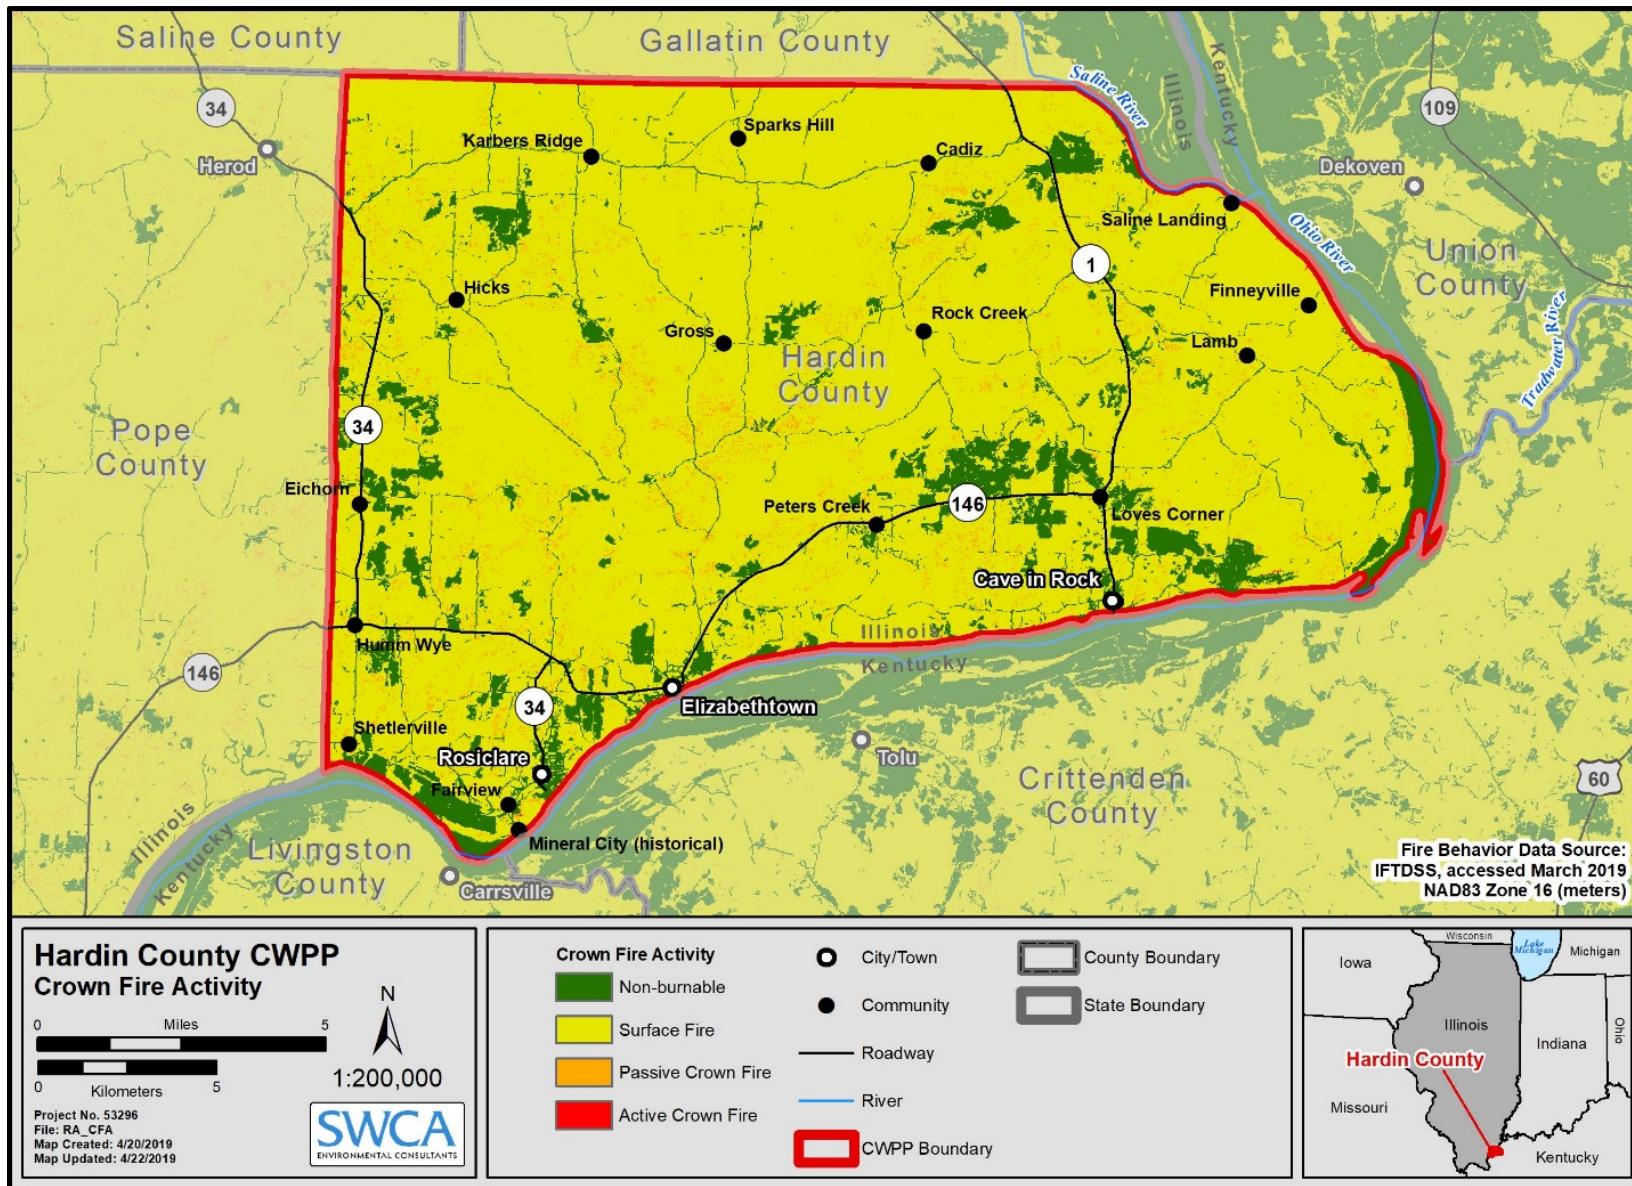 Saline County
Gallatin County
Saline River
Illinois
Kentucky
34
109
Sparks Hill
Karbers Ridge
Cadiz
Herod
Dekoven
Saline Landing
Ohio River
Union
County
1
Hicks
Finneyville
Rock Creek
Gross
Lamb
Hardin
County
Tradwater River
Pope
County
34
Eichorn
Peters Creek
146
Loves Corner
Cave in Rock
Illinois
Kentucky
Humm Wye
146
34
Elizabethtown
Shetlerville
Rosiclare
Tolu
Crittenden
County
60
Fairview
Mineral City (historical)
Illinois
Kentucky
Livingston
County
Carrsville
Fire Behavior Data Source:
IFTDSS, accessed March 2019
NAD83 Zone 16 (meters)
Hardin County CWPP
Crown Fire Activity
0 Miles 5
0 Kilometers 5
N
1:200,000
Project No. 53296
File: RA_CFA
Map Created: 4/20/2019
Map Updated: 4/22/2019
SWCA
ENVIRONMENTAL CONSULTANTS
Crown Fire Activity
Non-burnable
Surface Fire
Passive Crown Fire
Active Crown Fire
City/Town
Community
Roadway
River
CWPP Boundary
County Boundary
State Boundary
Wisconsin
Lake
Michigan
Michigan
Iowa
Illinois
Indiana
Ohio
Hardin County
Missouri
Kentucky